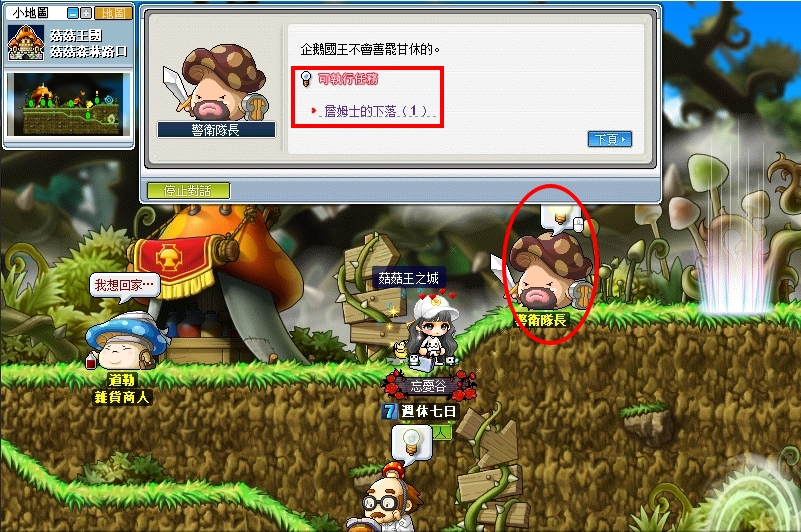 小地圖
地圖
菇菇王國
菇菇森林路口
企鵝國王不會善罷甘休的。
可執行任務
詹姆士的下落（1）
警衛隊長
下頁
停止對話
菇菇王之城
我想回家…
警衛隊長
道勒
雜貨商人
忘憂谷
7 週休七日
人